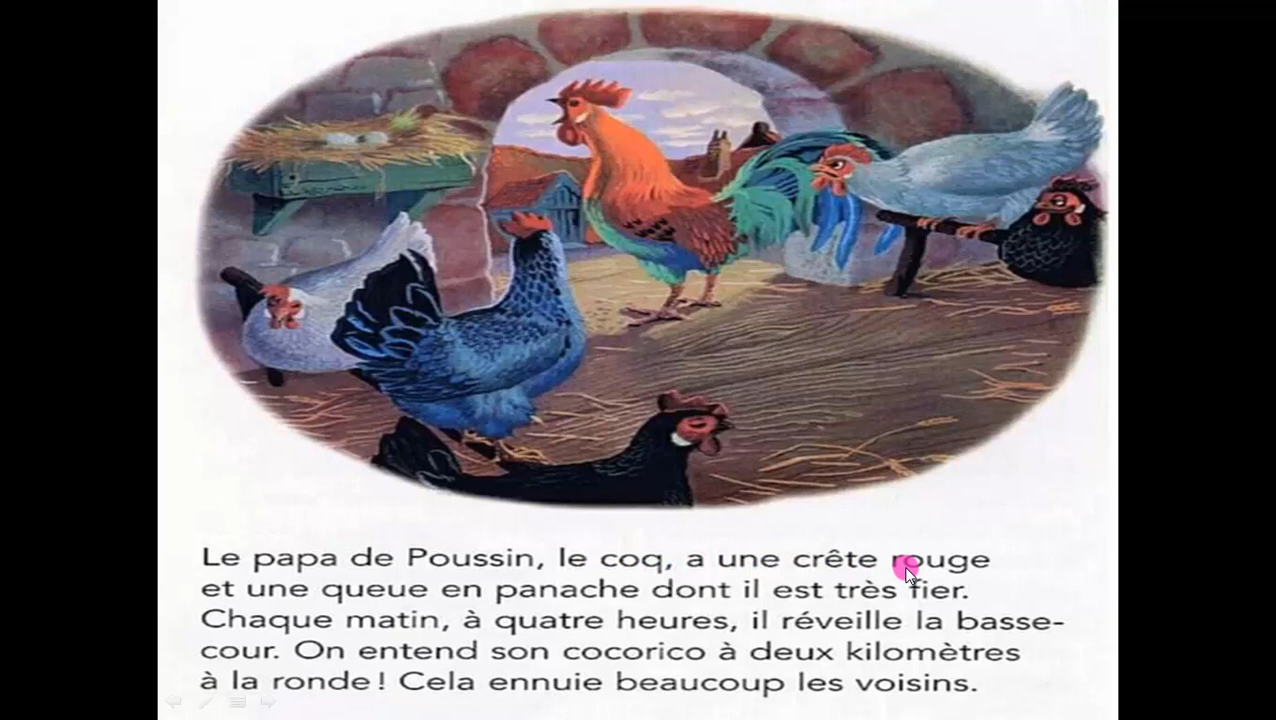 Le papa de Poussin, le coq, a une crête rouge
et une queue en panache dont il est très fier.
Chaque matin, à quatre heures, il réveille la basse-
cour. On entend son cocorico à deux kilomètres
à la ronde! Cela ennuie beaucoup les voisins.